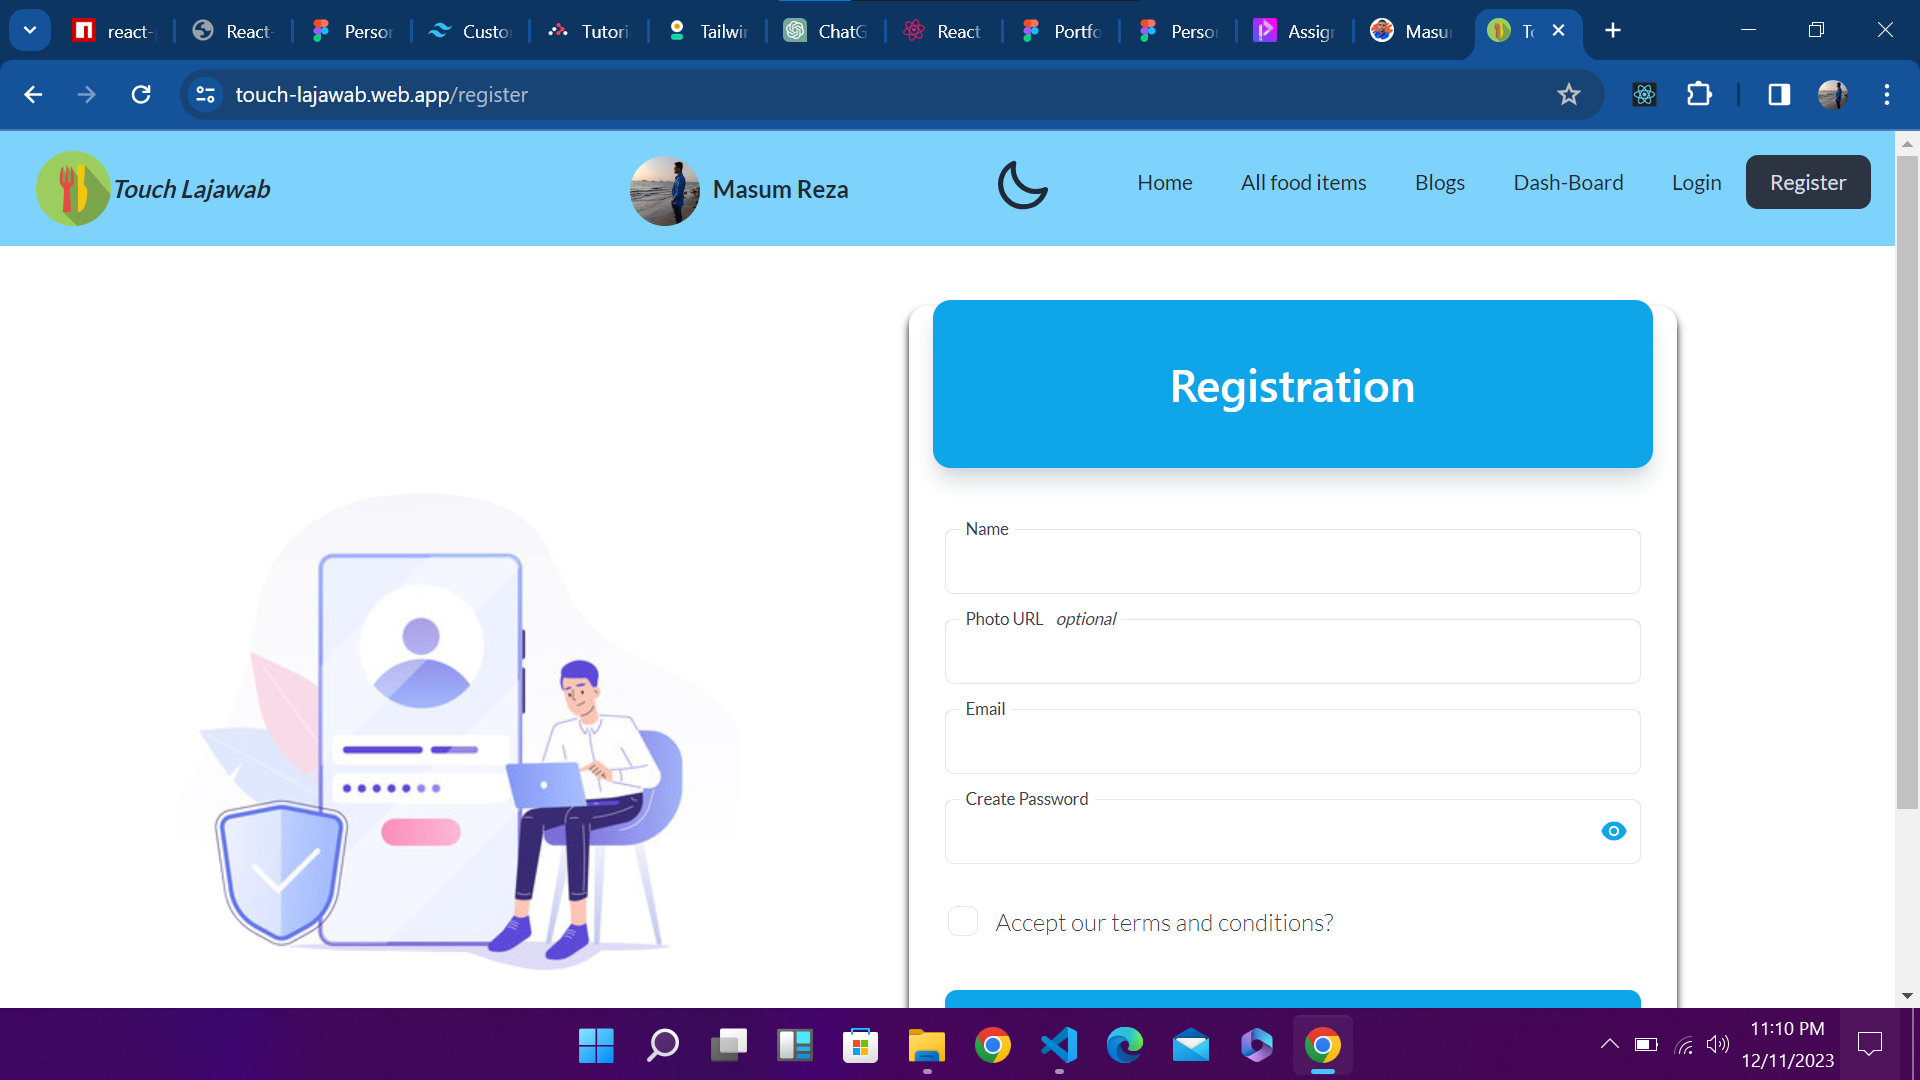 react-
React-
Persor
Custo
Tutori
Tailwir
ChatG
React
Portfo
Persor
Assigr
Masur
To
touch-lajawab.web.app/register
Touch Lajawab
Masum Reza
Home
All food items
Blogs
Dash-Board
Login
Register
Registration
Name
Photo URL optional
Email
Create Password
Accept our terms and conditions?
11:10 PM
12/11/2023